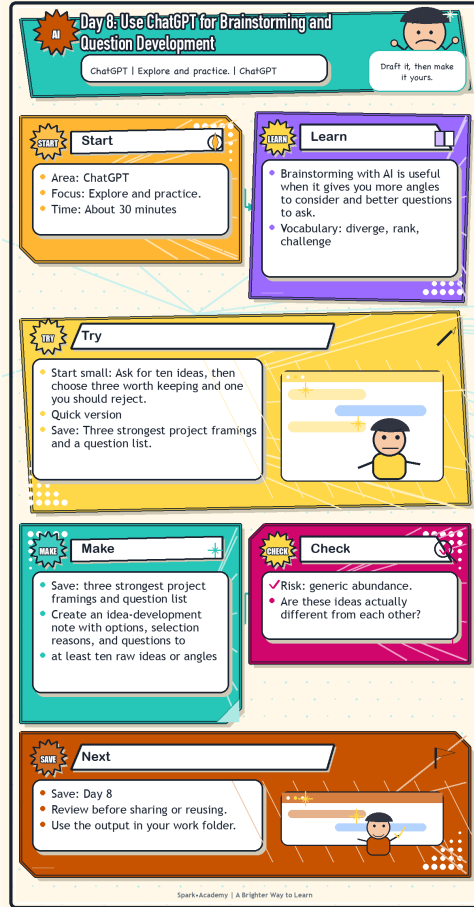 AI
Day 8: Use ChatGPT for Brainstorming and
Question Development
ChatGPT | Explore and practice. | ChatGPT
Draft it, then make
it yours.
START
Start
Area: ChatGPT
Focus: Explore and practice.
Time: About 30 minutes
LEARN
Learn
Brainstorming with AI is useful
when it gives you more angles
to consider and better questions
to ask.
Vocabulary: diverge, rank,
challenge
TRY
Try
Start small: Ask for ten ideas, then
choose three worth keeping and one
you should reject.
Quick version
Save: Three strongest project framings
and a question list.
MAKE
Make
Save: three strongest project
framings and question list
Create an idea-development
note with options, selection
reasons, and questions to
at least ten raw ideas or angles
CHECK
Check
Risk: generic abundance.
Are these ideas actually
different from each other?
SAVE
Next
Save: Day 8
Review before sharing or reusing.
Use the output in your work folder.
Spark+Academy | A Brighter Way to Learn